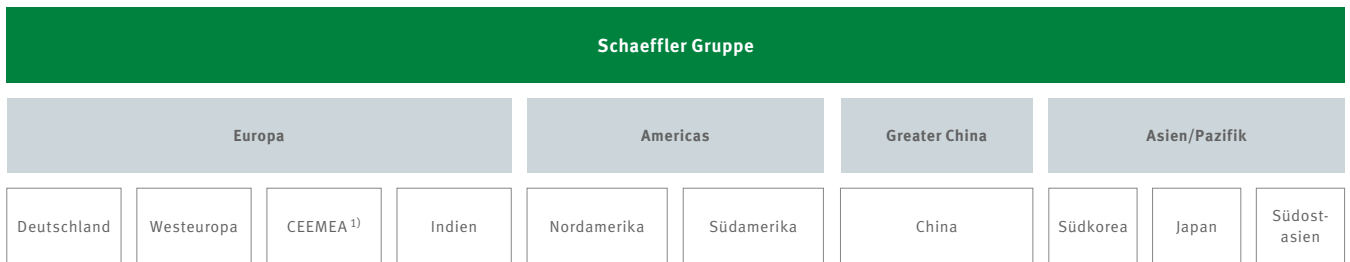 Schaeffler Gruppe
Europa
Americas
Greater China
Asien/Pazifik
Deutschland
Westeuropa
CEEMEA 1)
Indien
Nordamerika
Südamerika
China
Südkorea
Japan
Südost-
asien